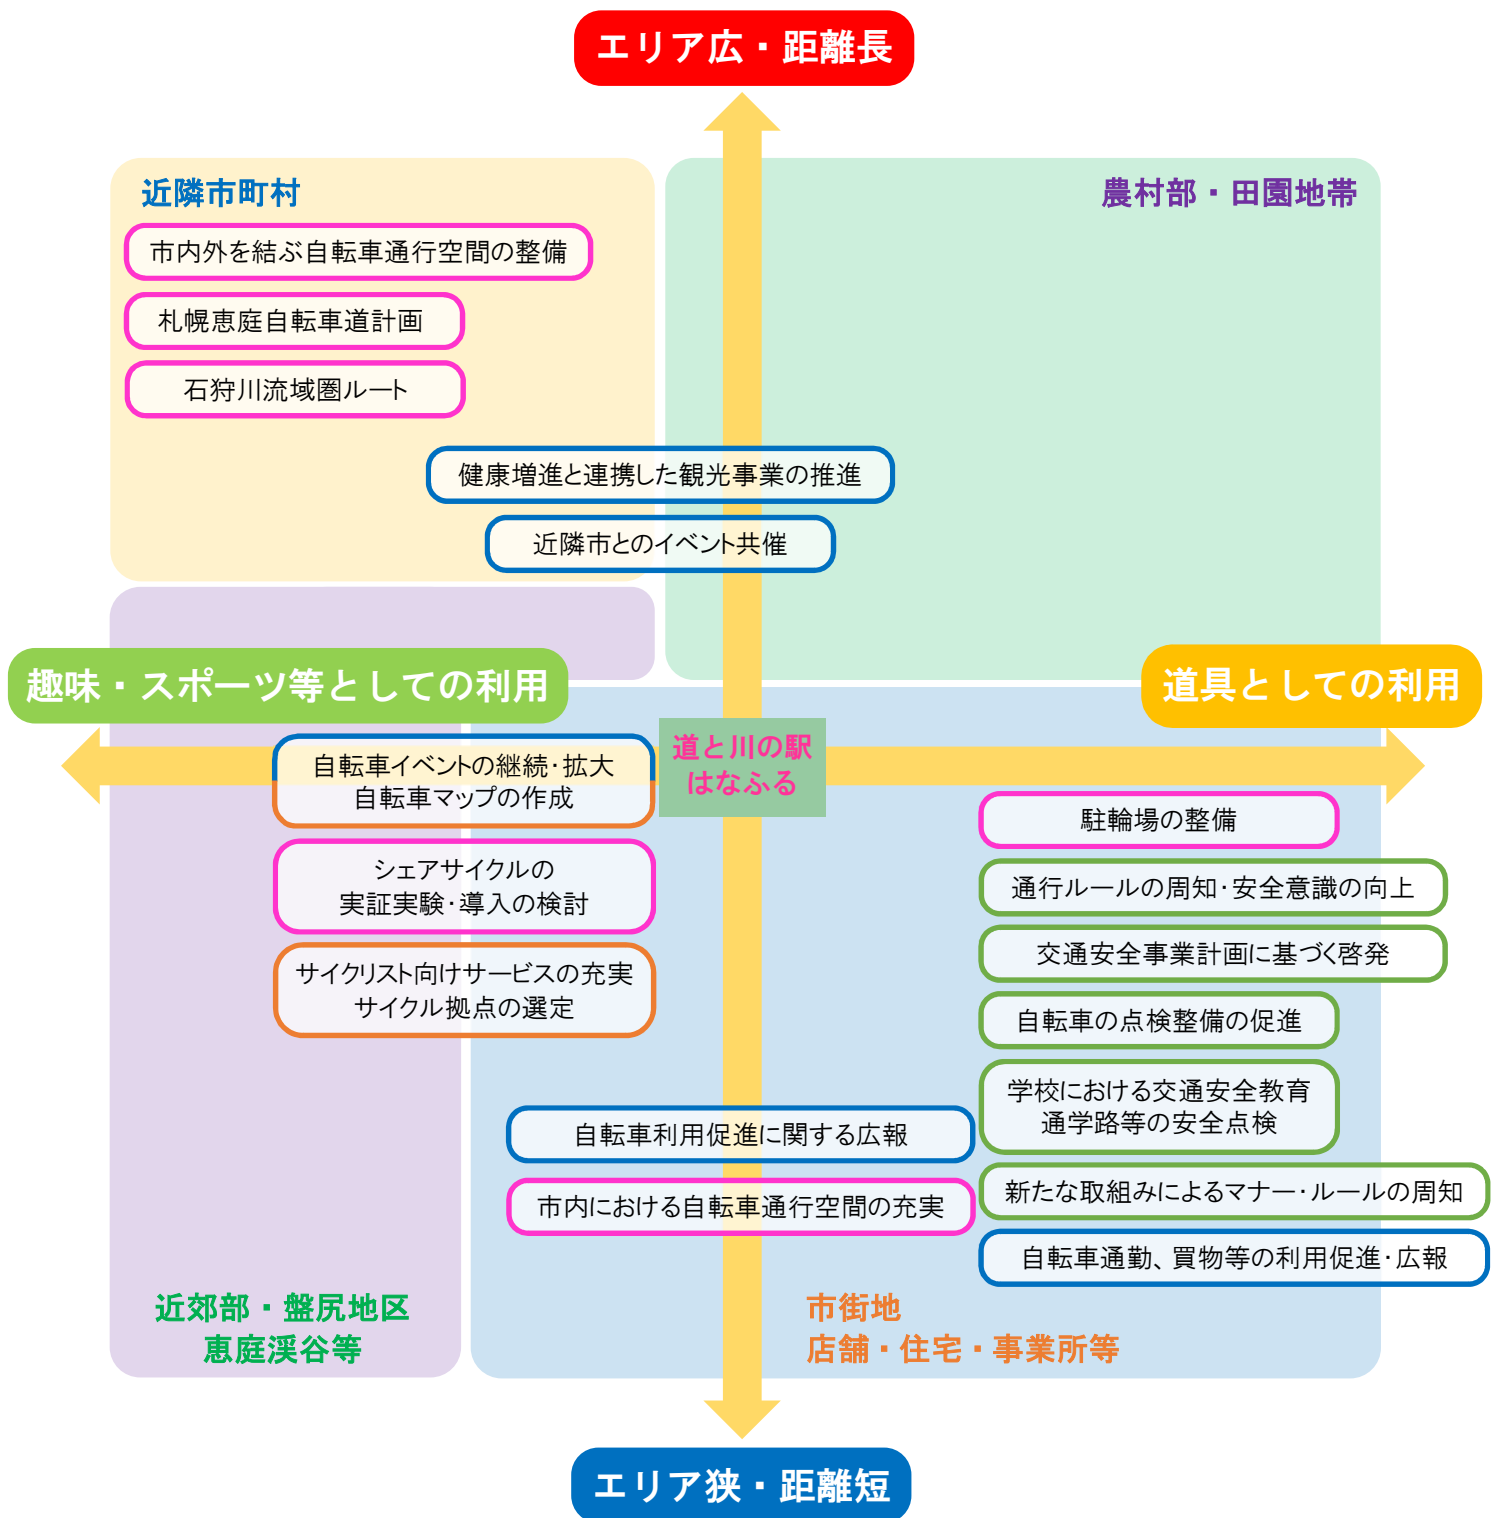 エリア広・距離長
近隣市町村
農村部・田園地帯
市内外を結ぶ自転車通行空間の整備
札幌恵庭自転車道計画
石狩川流域圏ルート
健康増進と連携した観光事業の推進
近隣市とのイベント共催
趣味・スポーツ等としての利用
道具としての利用
道と川の駅
はなふる
自転車イベントの継続・拡大
自転車マップの作成
シェアサイクルの
実証実験・導入の検討
サイクリスト向けサービスの充実
サイクル拠点の選定
駐輪場の整備
通行ルールの周知・安全意識の向上
交通安全事業計画に基づく啓発
自転車の点検整備の促進
学校における交通安全教育
通学路等の安全点検
自転車利用促進に関する広報
市内における自転車通行空間の充実
新たな取組みによるマナー・ルールの周知
自転車通勤、買物等の利用促進・広報
近郊部・盤尻地区
恵庭渓谷等
市街地
店舗・住宅・事業所等
エリア狭・距離短